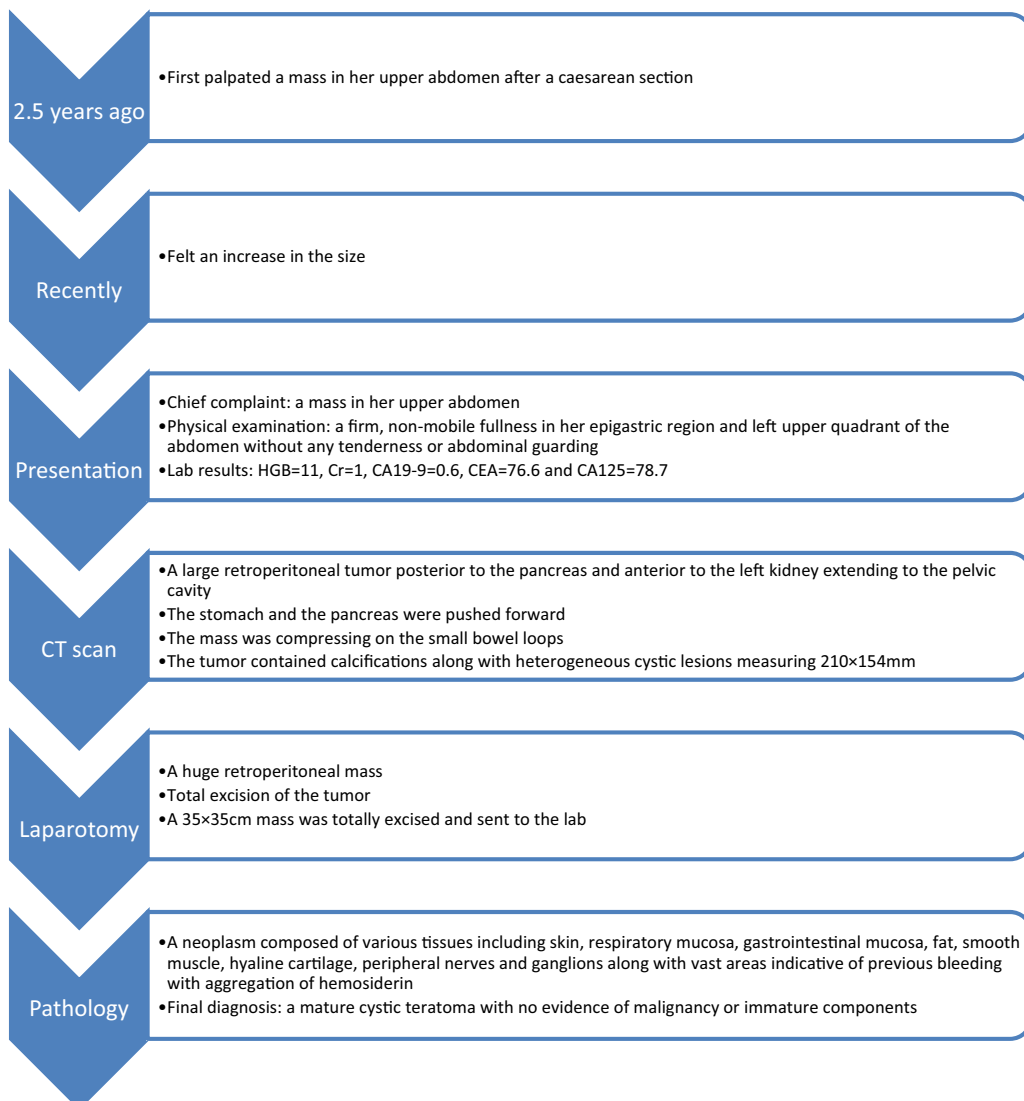 2.5 years ago
•First palpated a mass in her upper abdomen after a caesarean section
Recently
•Felt an increase in the size
Presentation
•Chief complaint: a mass in her upper abdomen
•Physical examination: a firm, non-mobile fullness in her epigastric region and left upper quadrant of the
abdomen without any tenderness or abdominal guarding
•Lab results: HGB=11, Cr=1, CA19-9=0.6, CEA=76.6 and CA125=78.7
CT scan
•A large retroperitoneal tumor posterior to the pancreas and anterior to the left kidney extending to the pelvic
cavity
•The stomach and the pancreas were pushed forward
•The mass was compressing on the small bowel loops
•The tumor contained calcifications along with heterogeneous cystic lesions measuring 210×154mm
Laparotomy
•A huge retroperitoneal mass
•Total excision of the tumor
•A 35×35cm mass was totally excised and sent to the lab
Pathology
•A neoplasm composed of various tissues including skin, respiratory mucosa, gastrointestinal mucosa, fat, smooth
muscle, hyaline cartilage, peripheral nerves and ganglions along with vast areas indicative of previous bleeding
with aggregation of hemosiderin
•Final diagnosis: a mature cystic teratoma with no evidence of malignancy or immature components